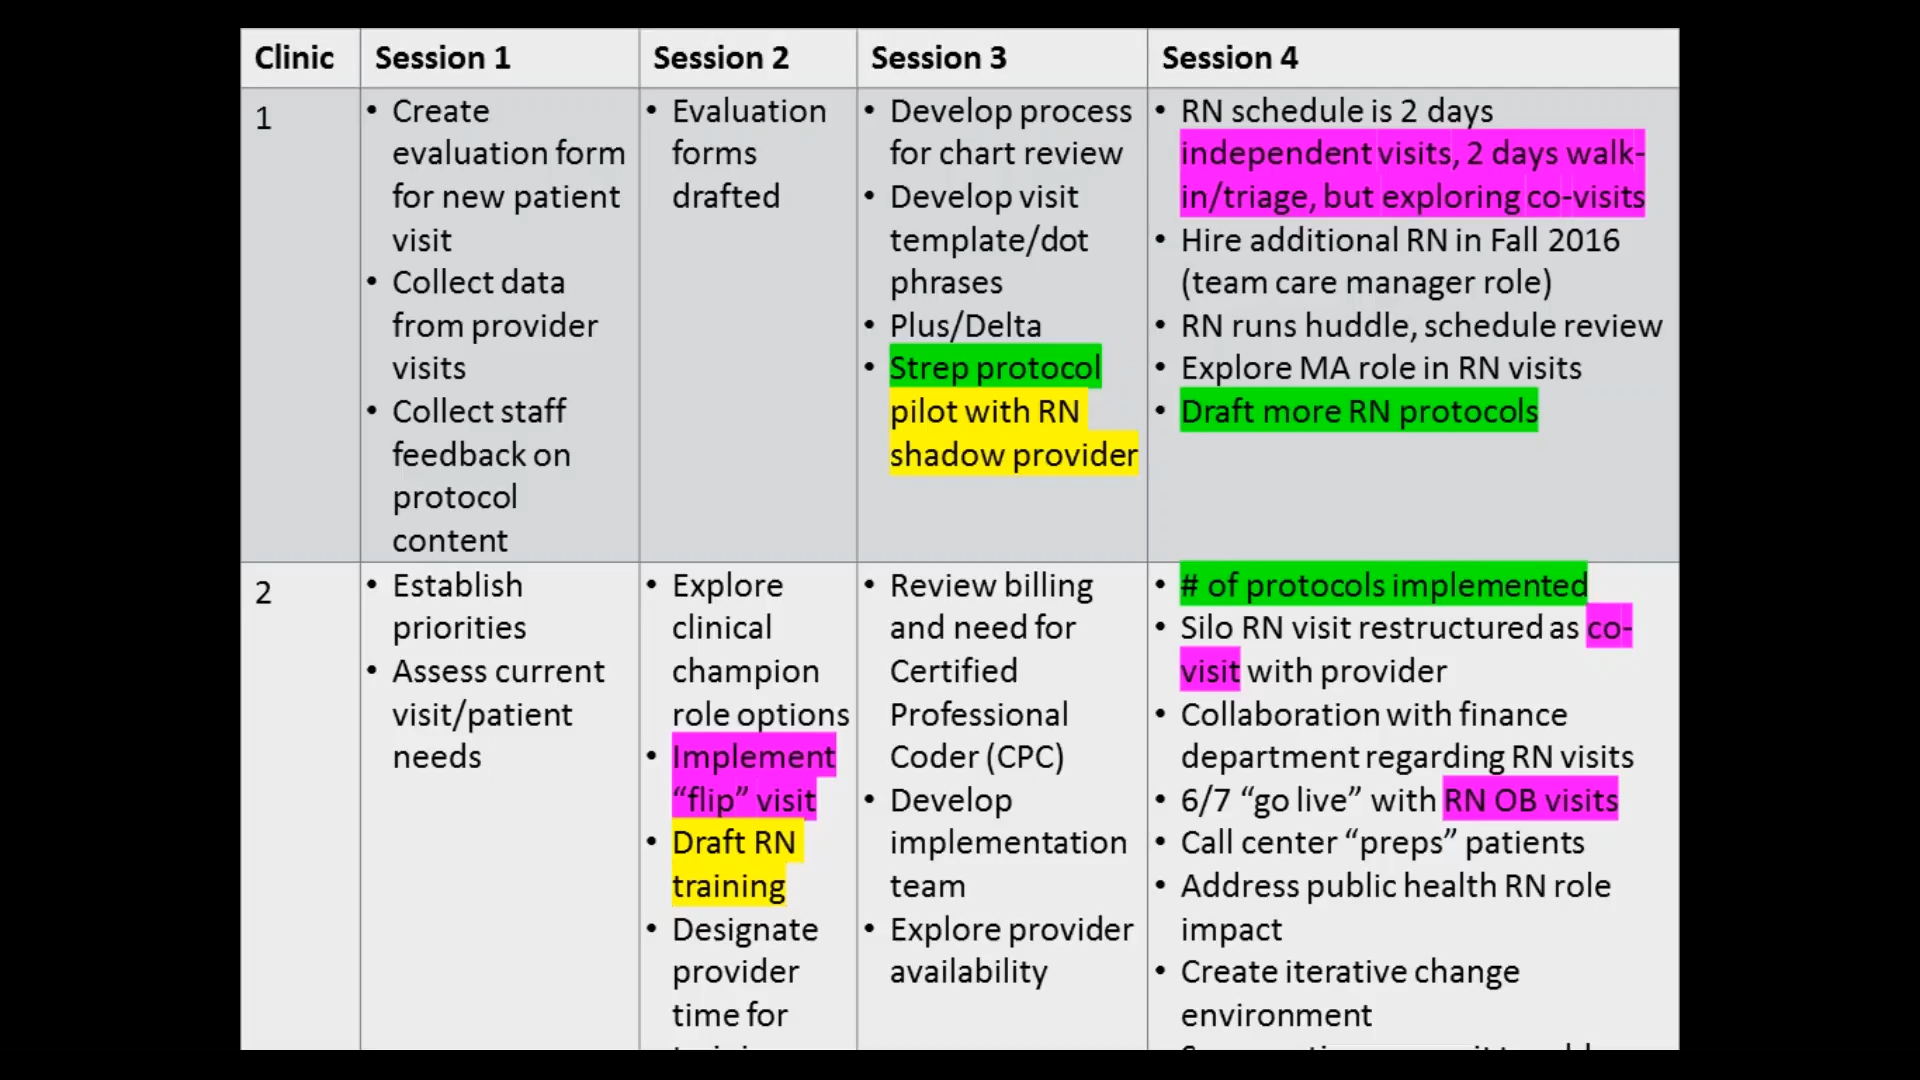 Clinic
Session 1
Session 2
Session 3
Session 4
1
• Create
evaluation form
for new patient
visit
• Collect data
from provider
visits
• Collect staff
feedback on
protocol
content
• Evaluation
forms
drafted
• Develop process
for chart review
• Develop visit
template/dot
phrases
• Plus/Delta
• Strep protocol
pilot with RN
shadow provider
• RN schedule is 2 days
independent visits, 2 days walk-
in/triage, but exploring co-visits
• Hire additional RN in Fall 2016
(team care manager role)
• RN runs huddle, schedule review
• Explore MA role in RN visits
• Draft more RN protocols
2
• Establish
priorities
• Assess current
visit/patient
needs
• Explore
clinical
champion
role options
• Implement
“flip” visit
• Draft RN
training
• Designate
provider
time for
• Review billing
and need for
Certified
Professional
Coder (CPC)
• Develop
implementation
team
• Explore provider
availability
• # of protocols implemented
• Silo RN visit restructured as co-
visit with provider
• Collaboration with finance
department regarding RN visits
• 6/7 “go live” with RN OB visits
• Call center “preps” patients
• Address public health RN role
impact
• Create iterative change
environment